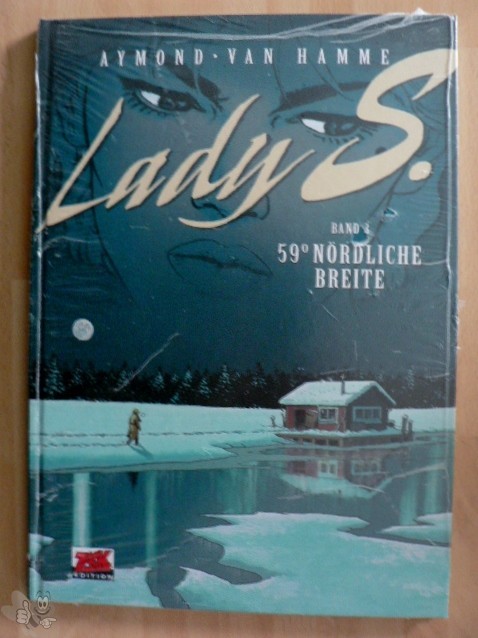 AYMOND · VAN HAMME
Lady S.
BAND 3
59° NÖRDLICHE
BREITE
ZACK
EDITION